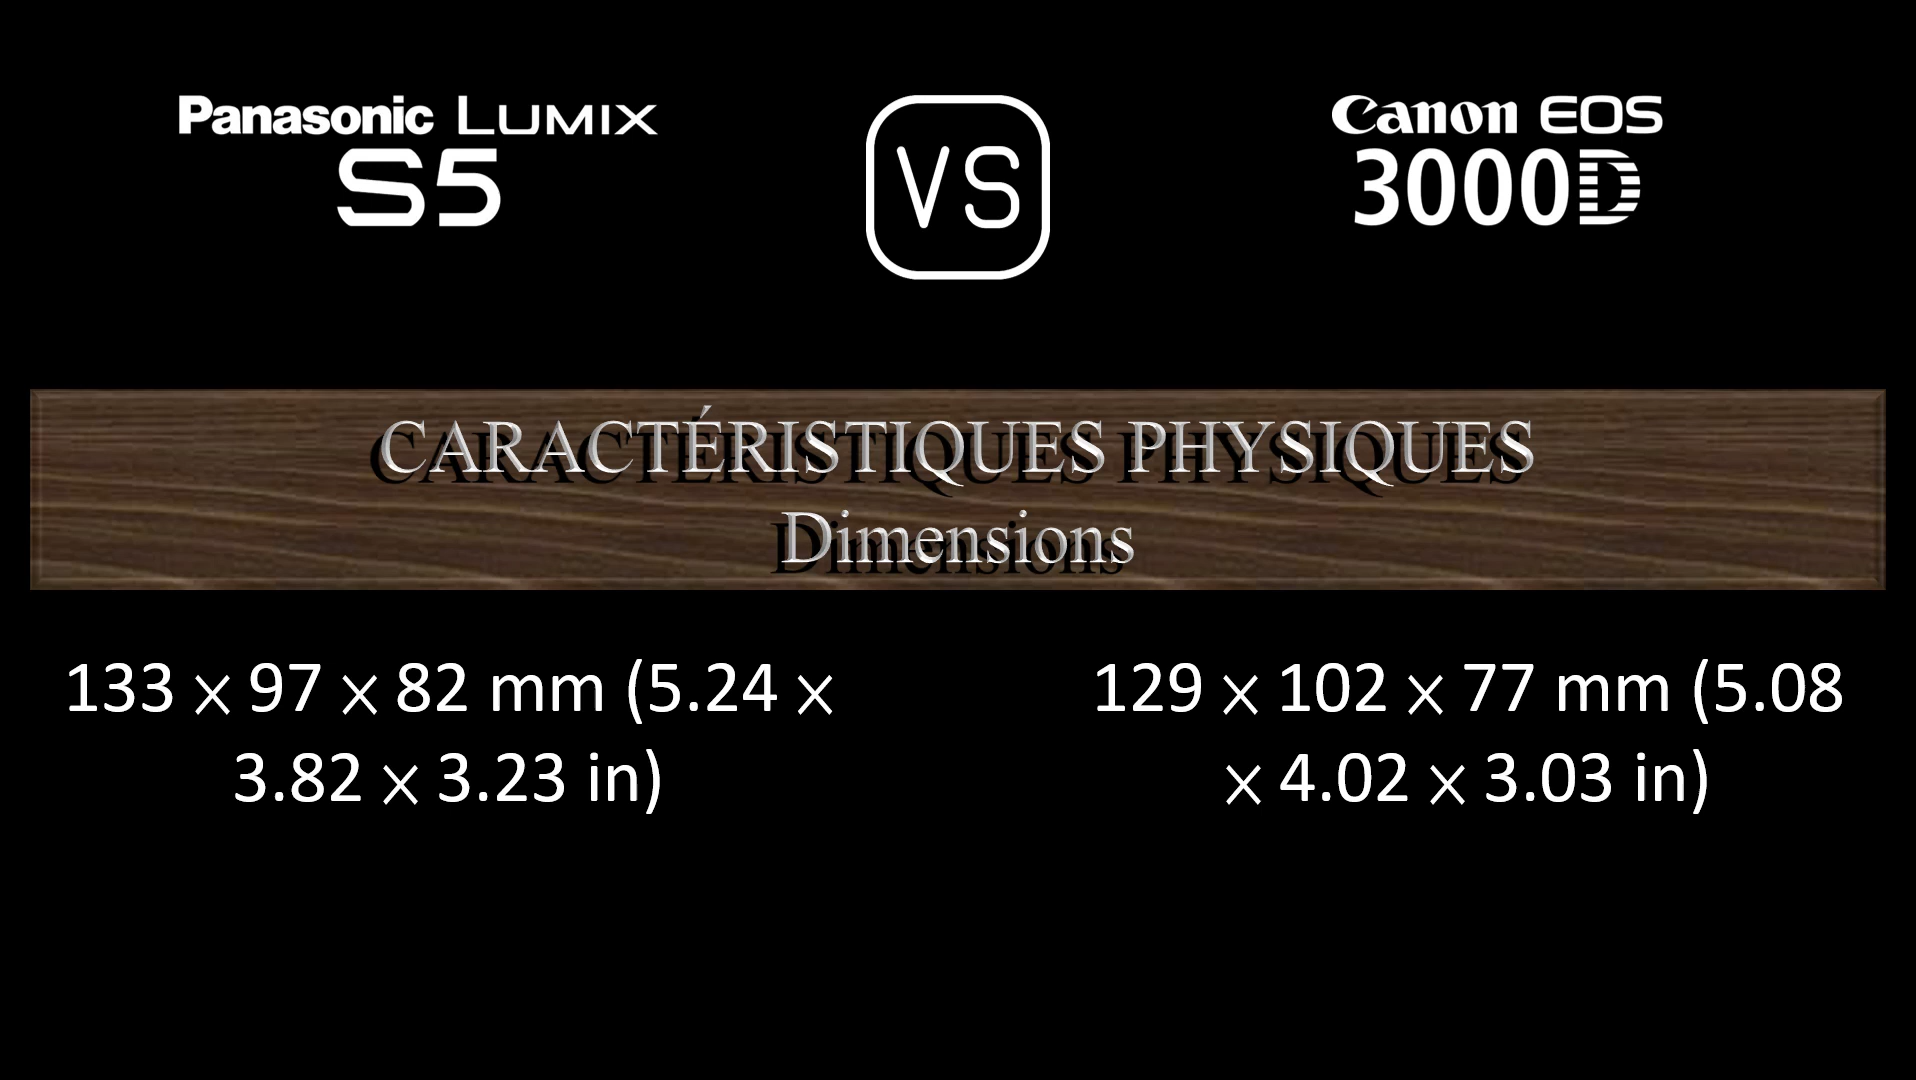 Panasonic LUMIX
S5
VS
Canon EOS
3000D
CARACTÉRISTIQUES PHYSIQUES
Dimensions
133 x 97 x 82 mm (5.24 x
3.82 x 3.23 in)
129 x 102 x 77 mm (5.08
x 4.02 x 3.03 in)